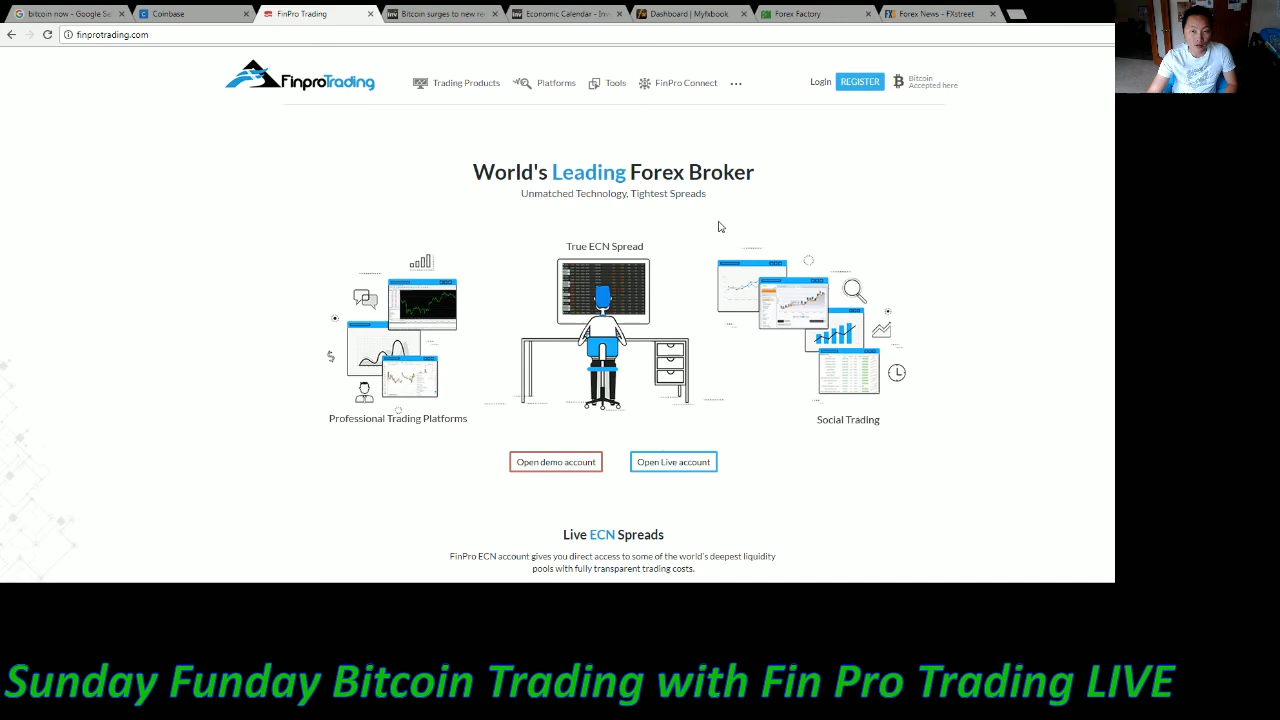 bitcoin now - Google Se
Coinbase
FinPro Trading
Bitcoin surges to new re
Economic Calendar - Inv
Dashboard | Myfxbook
Forex Factory
Forex News - FXstreet
finprotrading.com
FinproTrading
Trading Products
Platforms
Tools
FinPro Connect
...
Login
REGISTER
Bitcoin
Accepted here
World's Leading Forex Broker
Unmatched Technology, Tightest Spreads
True ECN Spread
Professional Trading Platforms
Social Trading
Open demo account
Open Live account
Live ECN Spreads
FinPro ECN account gives you direct access to some of the world's deepest liquidity
pools with fully transparent trading costs.
Sunday Funday Bitcoin Trading with Fin Pro Trading LIVE